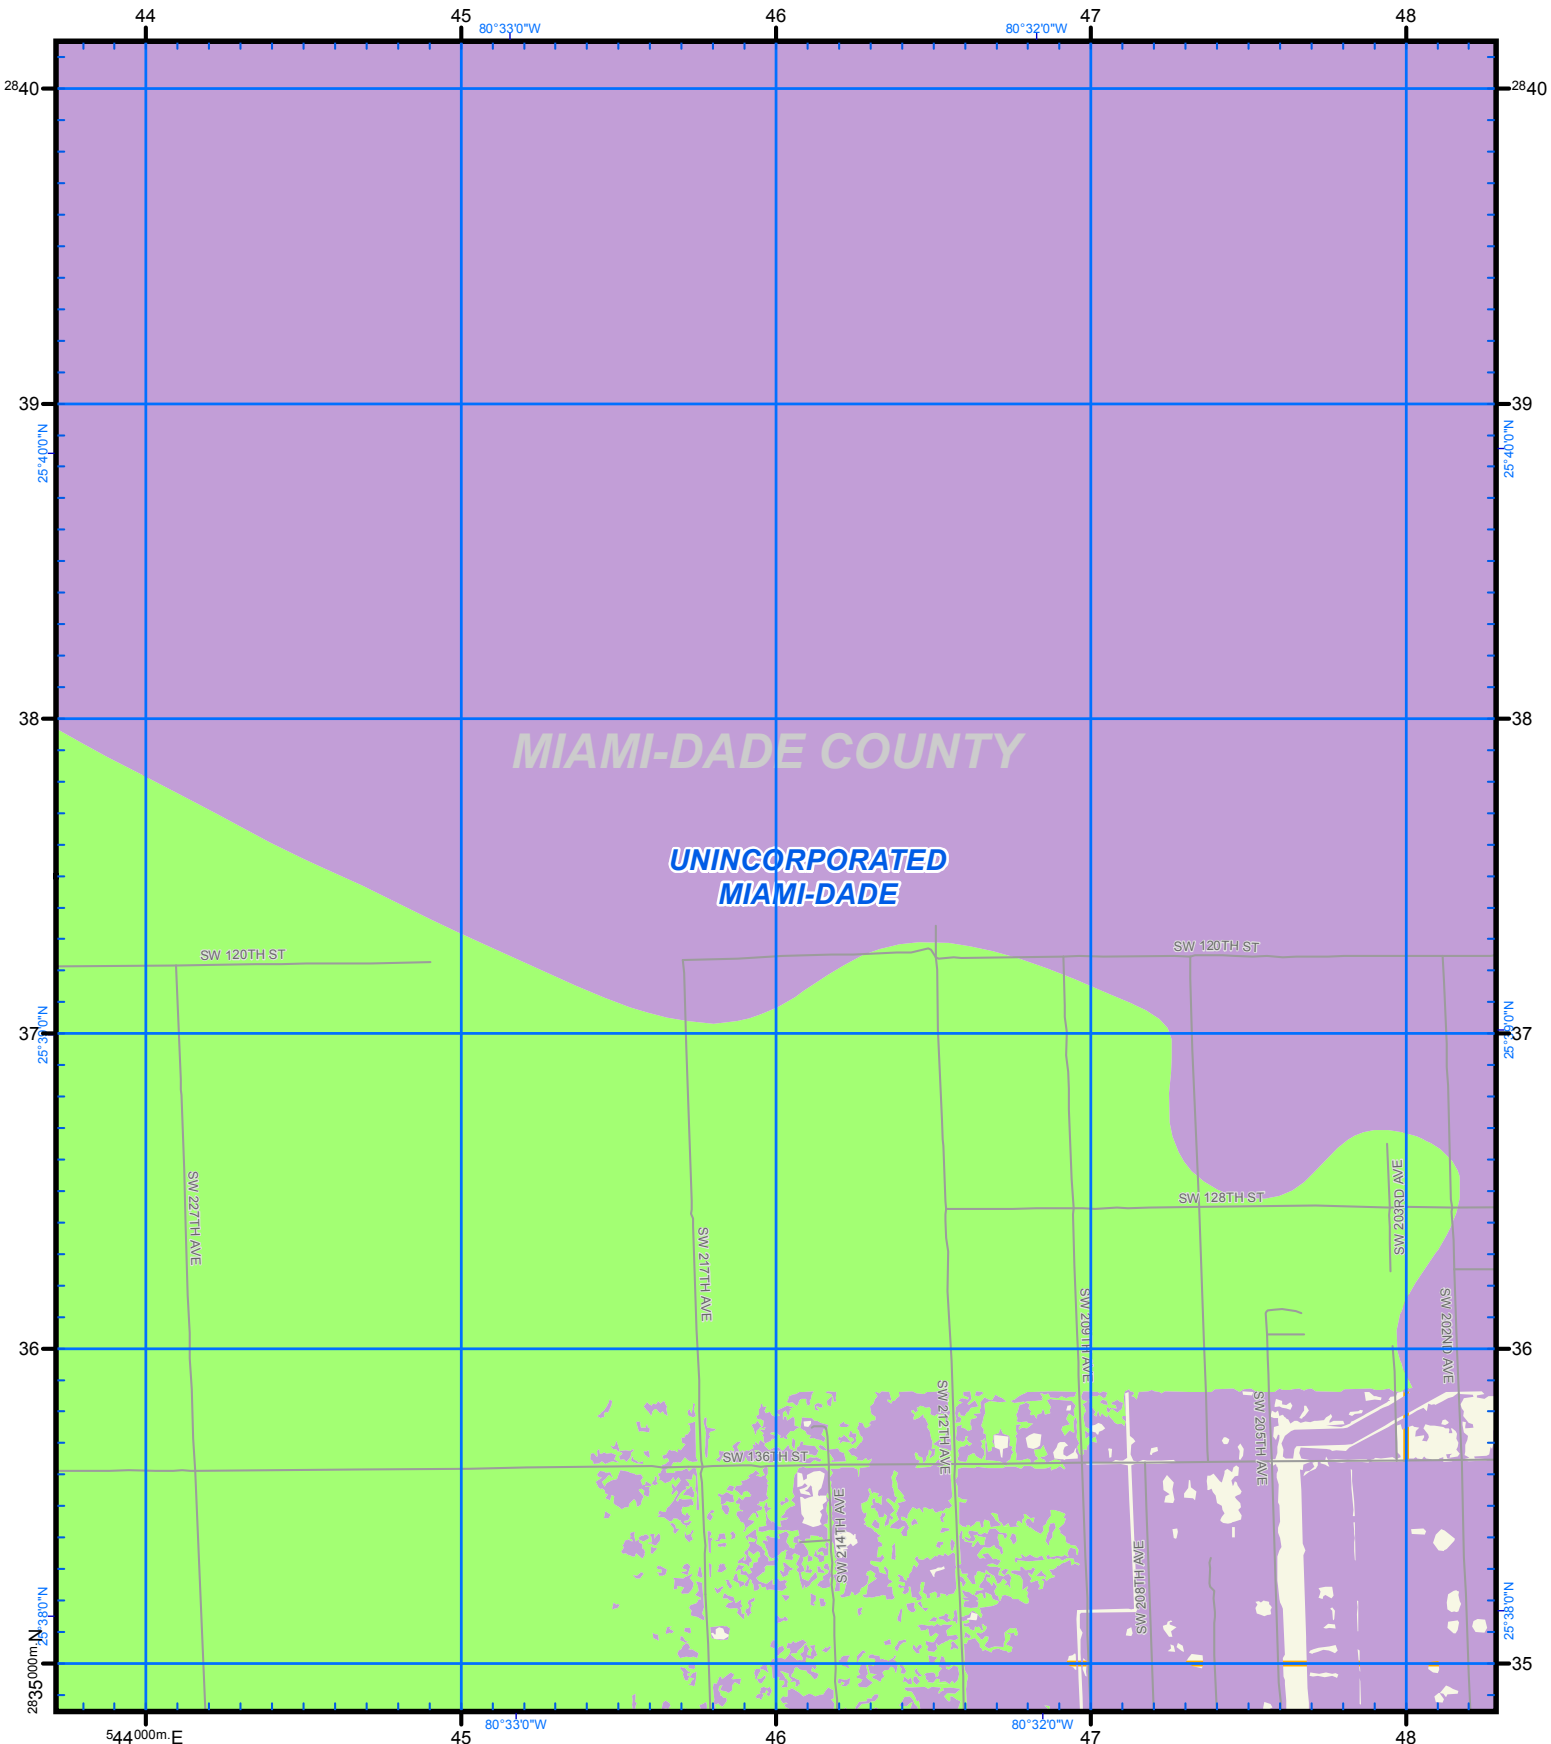 44 45 46 47 48
80°33'0"W 80°32'0"W
2840 2840
39 39
25°40'0"N 25°40'0"N
38 38
MIAMI-DADE COUNTY
UNINCORPORATED
MIAMI-DADE
SW 120TH ST SW 120TH ST
37 37
25°39'0"N 25°39'0"N
SW 227TH AVE
SW 217TH AVE
SW 128TH ST
SW 203RD AVE
SW 209TH AVE
SW 202ND AVE
36 36
SW 212TH AVE
SW 205TH AVE
SW 136TH ST
SW 214TH AVE
SW 208TH AVE
25°38'0"N 25°38'0"N
2835000m.N 35
80°33'0"W 80°32'0"W
544000m.E 45 46 47 48